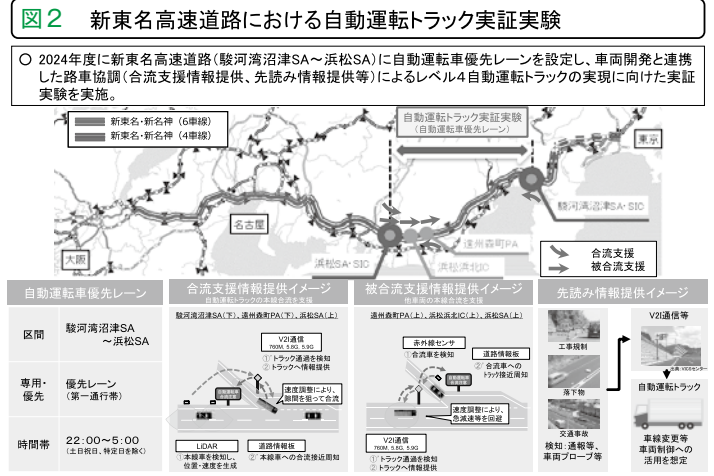 図2 新東名高速道路における自動運転トラック実証実験
○ 2024年度に新東名高速道路(駿河湾沼津SA～浜松SA)に自動運転車優先レーンを設定し、車両開発と連携
した路車協調(合流支援情報提供、先読み情報提供等)によるレベル4自動運転トラックの実現に向けた実証
実験を実施。
新東名・新名神(6車線)
新東名・新名神(4車線)
自動運転トラック実証実験
(自動運転車優先レーン)
東京
駿河湾沼津SA・SIC
名古屋
遠州森町PA
大阪
浜松SA・SIC
浜松浜北IC
合流支援
被合流支援
自動運転車優先レーン
区間
駿河湾沼津SA
～浜松SA
専用・
優先
優先レーン
(第一通行帯)
時間帯
22:00～5:00
(土日祝日、特定日を除く)
合流支援情報提供イメージ
自動運転トラックの本線合流を支援
駿河湾沼津SA(下)、遠州森町PA(下)、浜松SA(上)
V2I通信
760M, 5.8G, 5.9G
①'トラック通過を検知
②トラックへ情報提供
速度調整により、
隙間を狙って合流
LiDAR
①本線車を検知し、
位置・速度を生成
道路情報板
②'本線車への合流接近周知
被合流支援情報提供イメージ
他車両の本線合流を支援
遠州森町PA(上)、浜松浜北IC(上)、浜松SA(上)
赤外線センサ
①合流車を検知
道路情報板
②'合流車への
トラック接近周知
速度調整により、
急減速等を回避
V2I通信
760M, 5.8G, 5.9G
①'トラック通過を検知
②トラックへ情報提供
先読み情報提供イメージ
工事規制
落下物
交通事故
検知:通報等、
車両プローブ等
V2I通信等
出典:VICSセンター
自動運転トラック
車線変更等
車両制御への
活用を想定